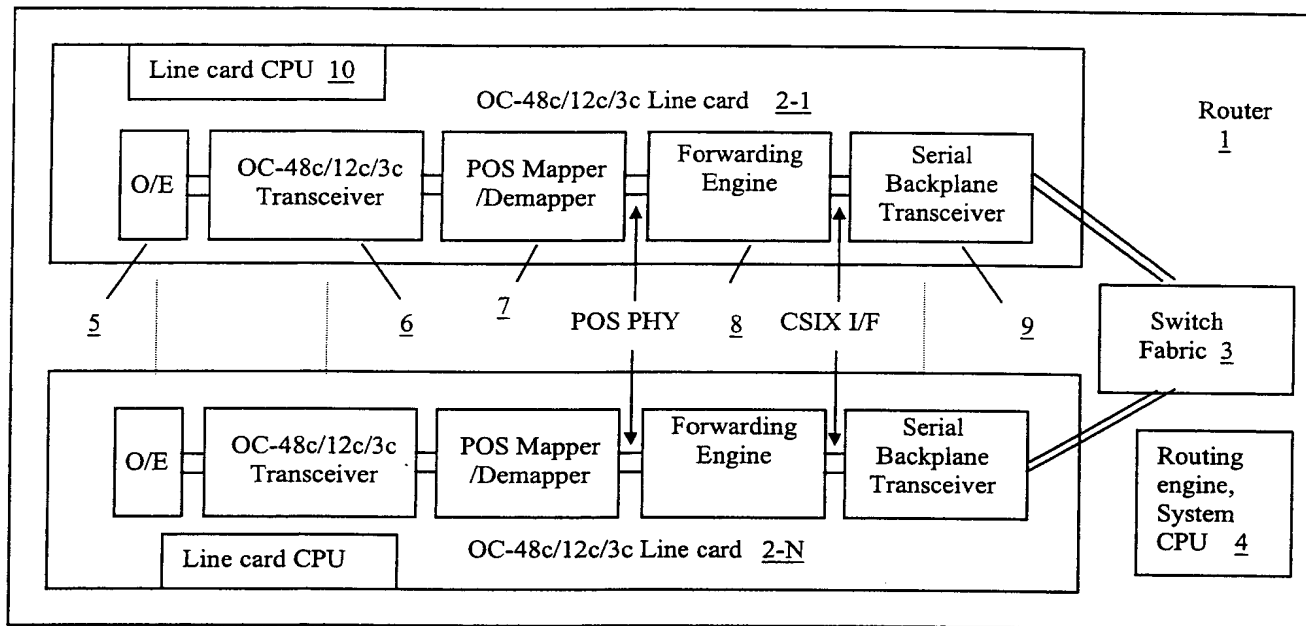 Line card CPU 10
OC-48c/12c/3c Line card 2-1
Router
1
O/E
OC-48c/12c/3c
Transceiver
POS Mapper
/Demapper
Forwarding
Engine
Serial
Backplane
Transceiver
5
6
7
POS PHY
8
CSIX I/F
9
Switch
Fabric 3
O/E
OC-48c/12c/3c
Transceiver
POS Mapper
/Demapper
Forwarding
Engine
Serial
Backplane
Transceiver
Routing
engine,
System
CPU 4
Line card CPU
OC-48c/12c/3c Line card 2-N